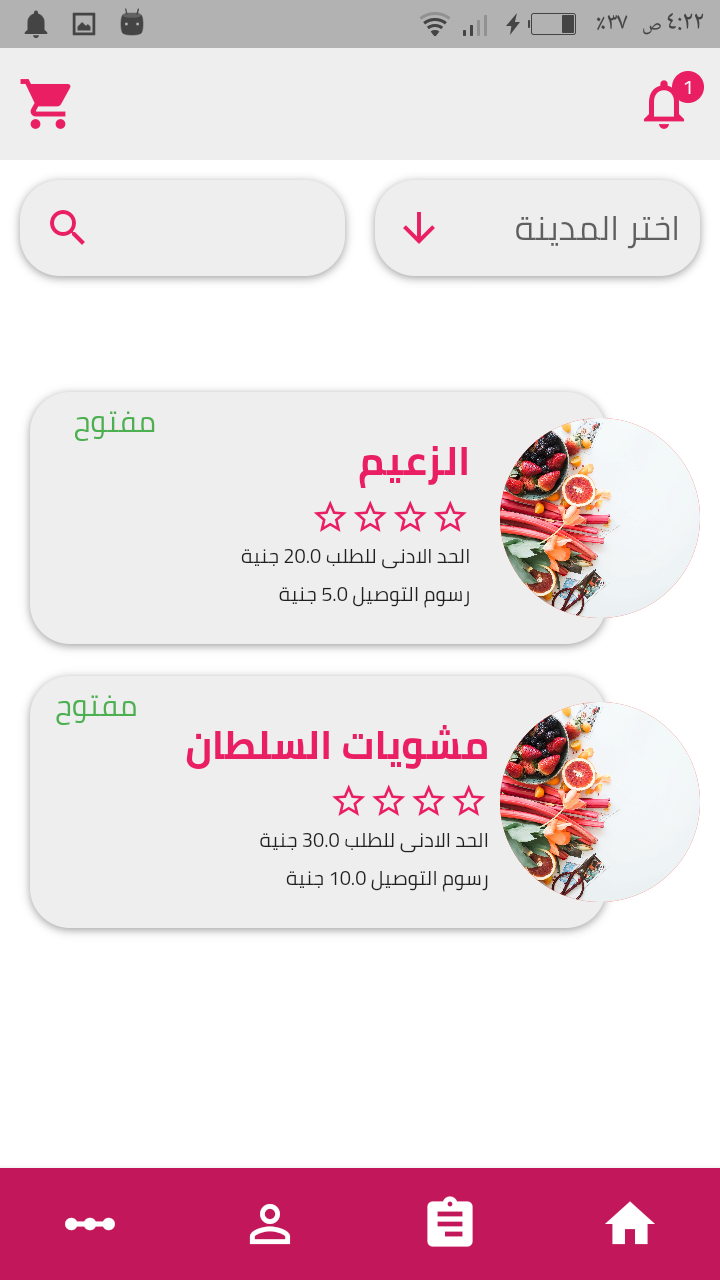 ٤:٢٢ ص ٣٧٪
1
اختر المدينة
مفتوح
الزعيم
الحد الادنى للطلب 20.0 جنية
رسوم التوصيل 5.0 جنية
مفتوح
مشويات السلطان
الحد الادنى للطلب 30.0 جنية
رسوم التوصيل 10.0 جنية